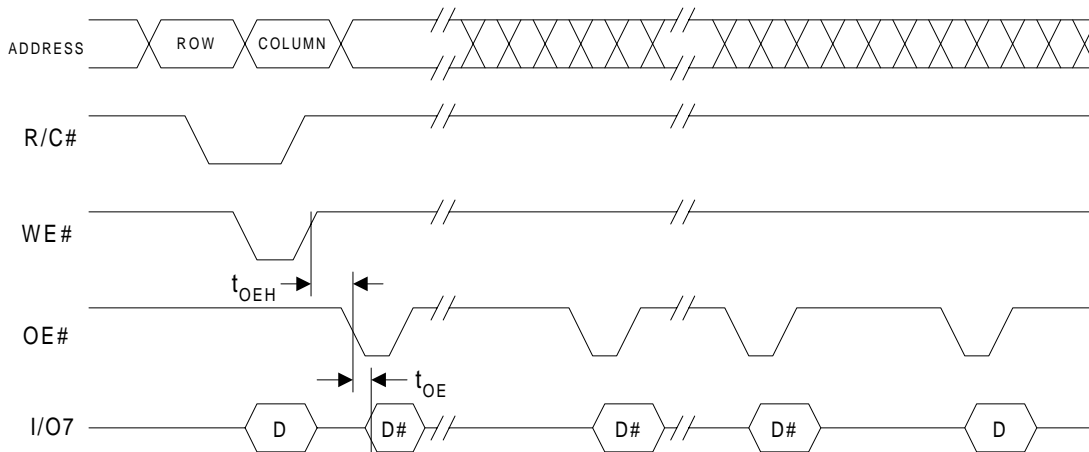 ADDRESS ROW COLUMN
R/C#
WE#
tOEH
OE#
tOE
I/O7 D D# D# D# D